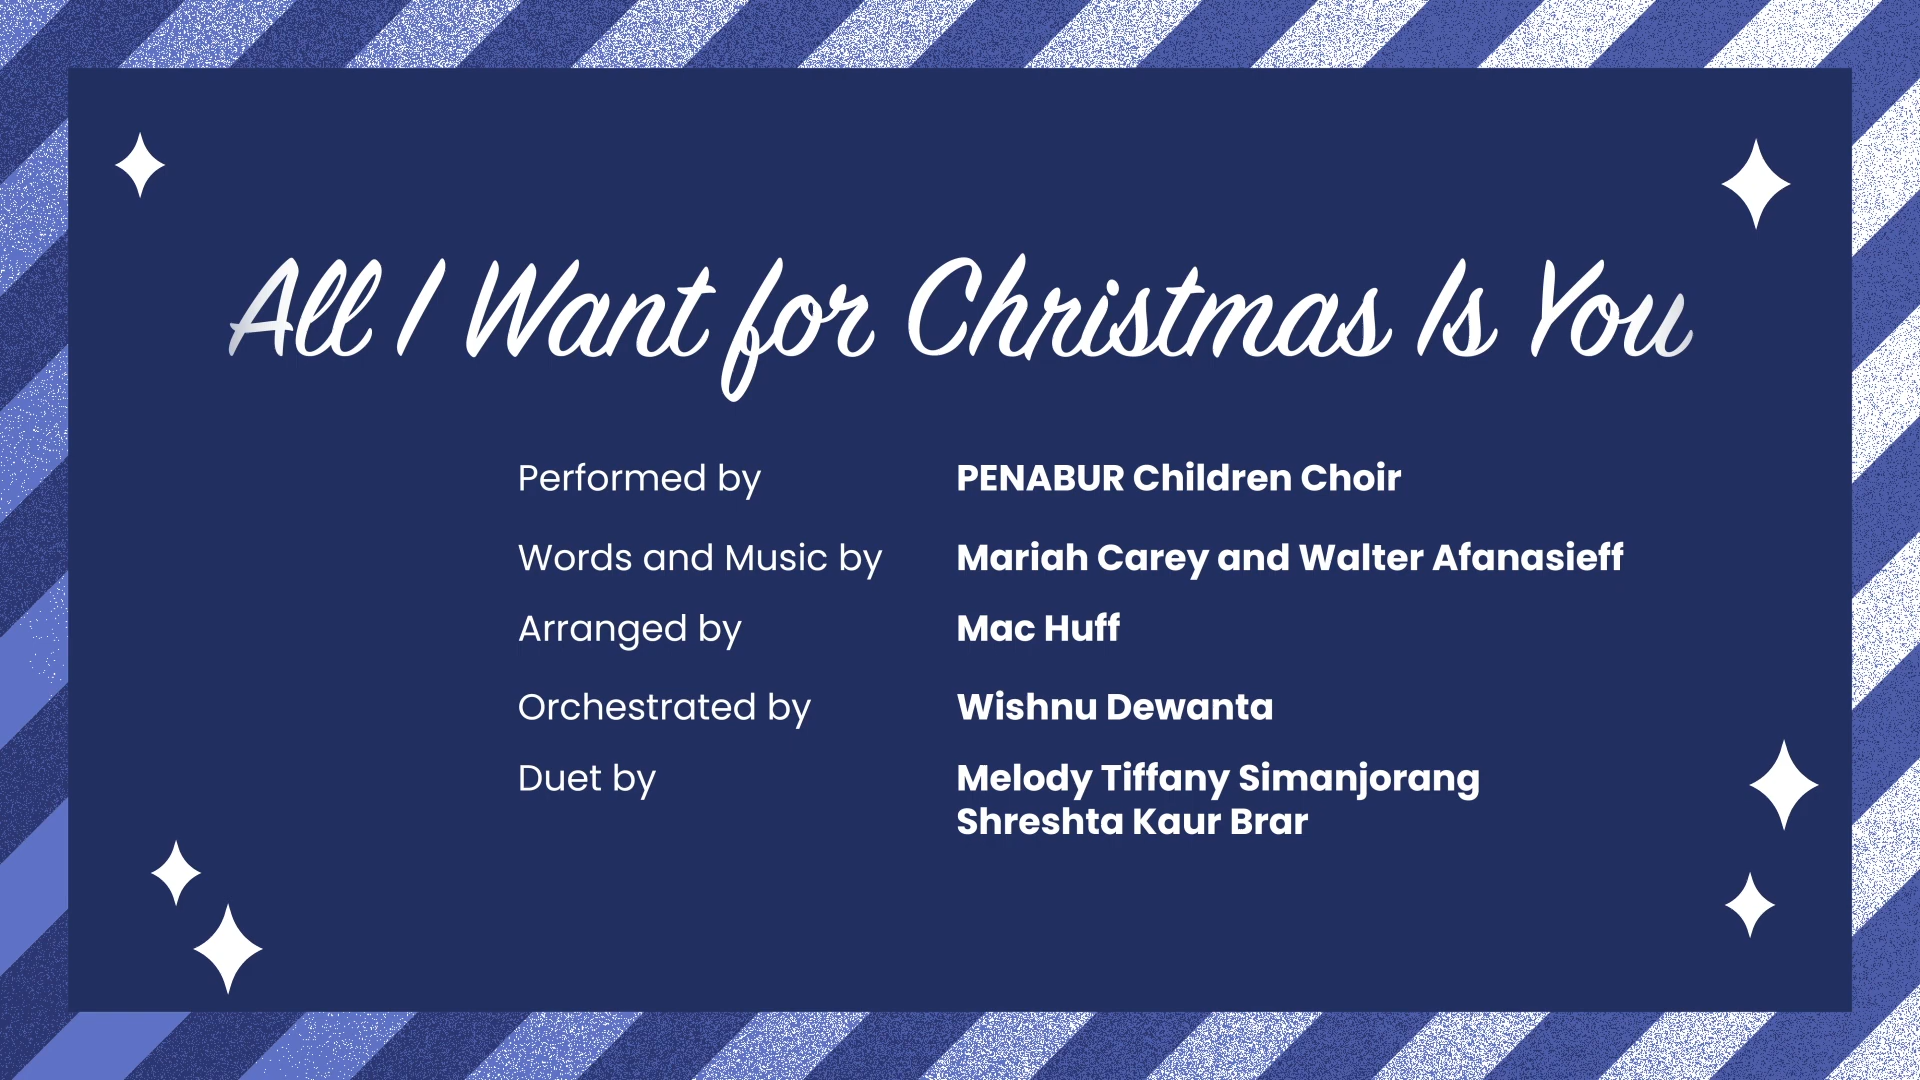 All I Want for Christmas Is You
Performed by PENABUR Children Choir
Words and Music by Mariah Carey and Walter Afanasieff
Arranged by Mac Huff
Orchestrated by Wishnu Dewanta
Duet by Melody Tiffany Simanjorang
Shreshta Kaur Brar